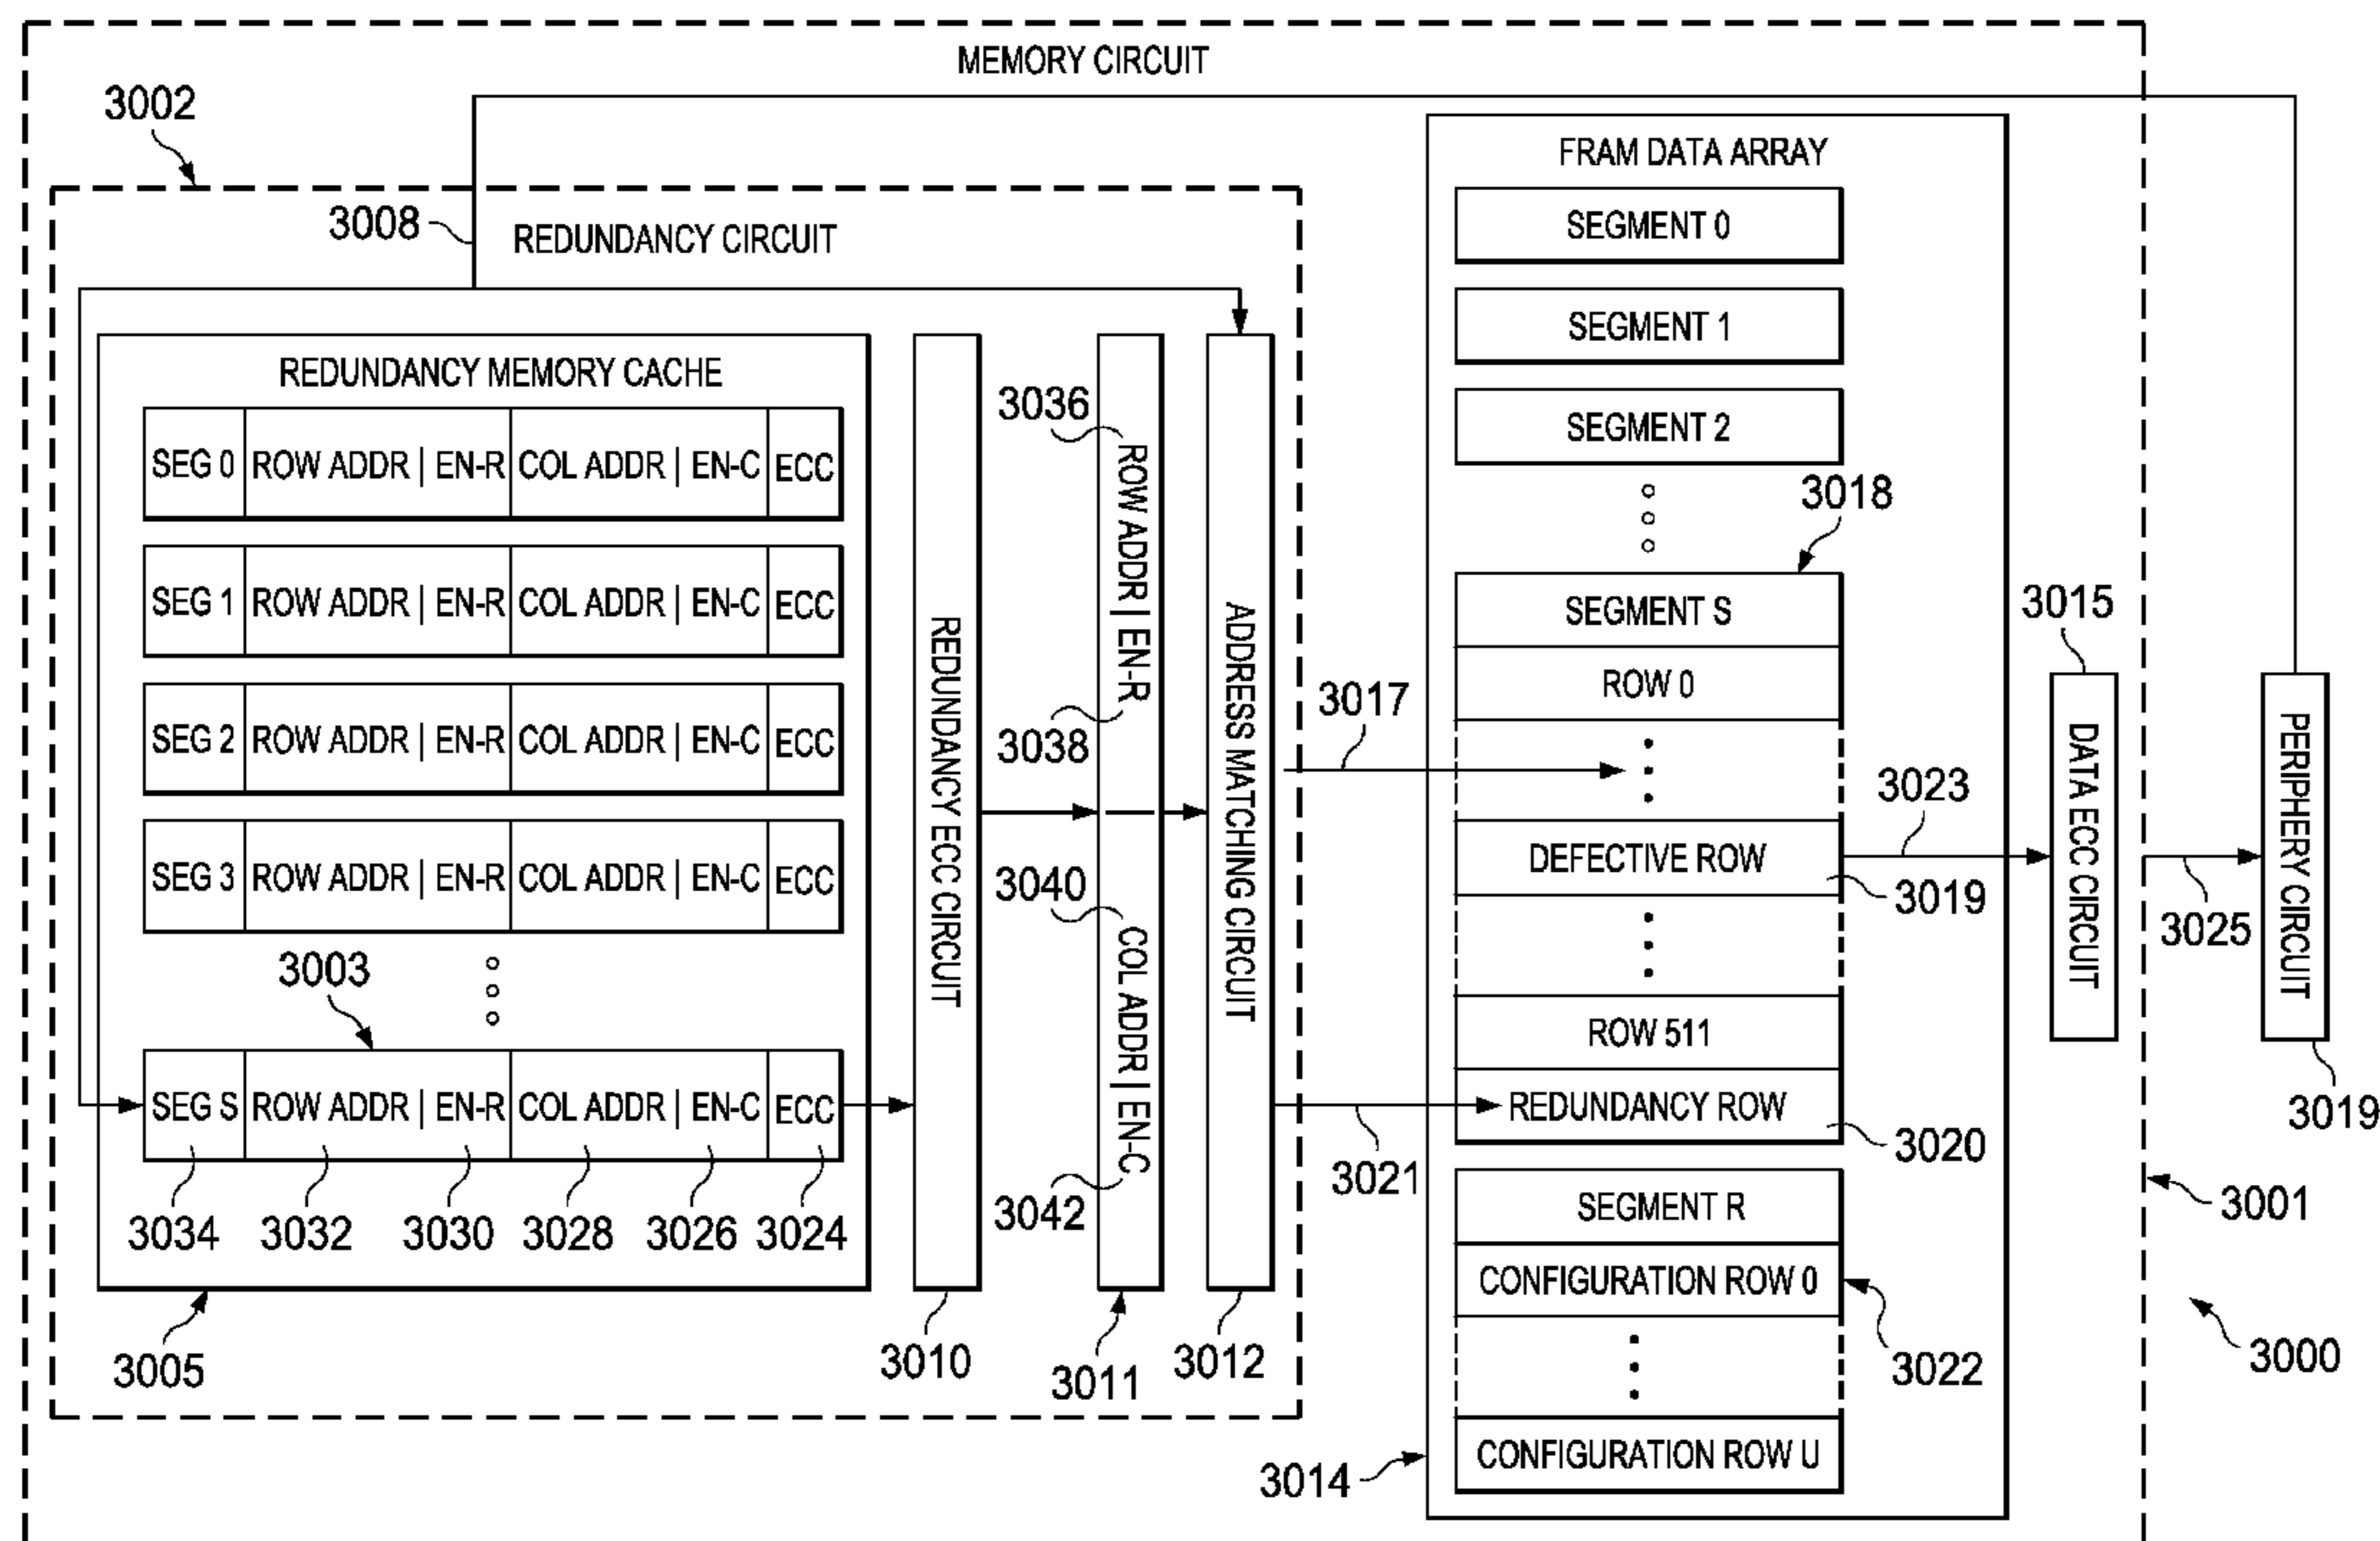 MEMORY CIRCUIT
3002
3008
REDUNDANCY CIRCUIT
REDUNDANCY MEMORY CACHE
SEG 0 ROW ADDR | EN-R COL ADDR | EN-C ECC
SEG 1 ROW ADDR | EN-R COL ADDR | EN-C ECC
SEG 2 ROW ADDR | EN-R COL ADDR | EN-C ECC
SEG 3 ROW ADDR | EN-R COL ADDR | EN-C ECC
3003
SEG S ROW ADDR | EN-R COL ADDR | EN-C ECC
3034 3032 3030 3028 3026 3024
3005
REDUNDANCY ECC CIRCUIT
3010
3036
ROW ADDR | EN-R
3038
3040
COL ADDR | EN-C
3042
3011
ADDRESS MATCHING CIRCUIT
3012
3017
3021
FRAM DATA ARRAY
SEGMENT 0
SEGMENT 1
SEGMENT 2
3018
SEGMENT S
ROW 0
DEFECTIVE ROW
3019
ROW 511
REDUNDANCY ROW
3020
SEGMENT R
CONFIGURATION ROW 0
3022
CONFIGURATION ROW U
3014
3023
3015
DATA ECC CIRCUIT
3025
PERIPHERY CIRCUIT
3019
3001
3000